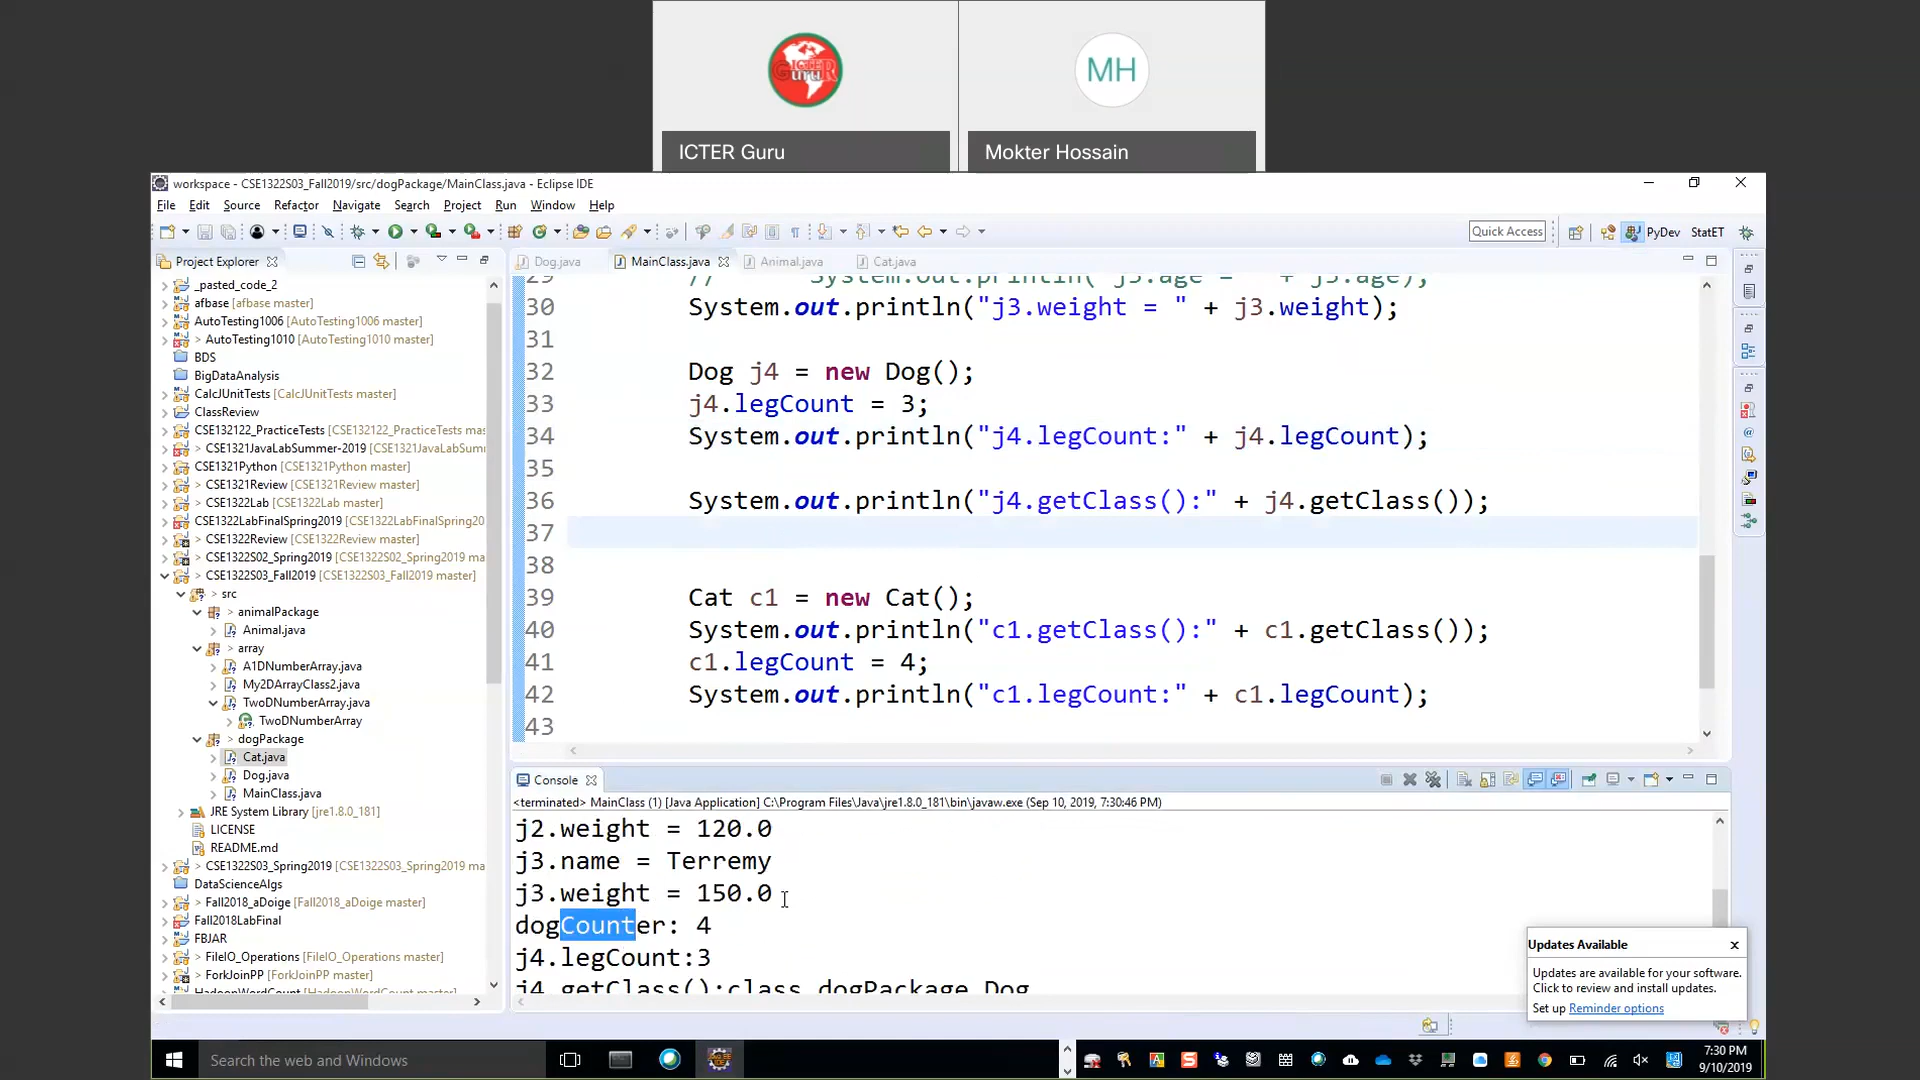 ICTER Guru
MH
Mokter Hossain
workspace - CSE1322S03_Fall2019/src/dogPackage/MainClass.java - Eclipse IDE
File Edit Source Refactor Navigate Search Project Run Window Help
Quick Access
PyDev
StatET
Project Explorer
_pasted_code_2
afbase [afbase master]
AutoTesting1006 [AutoTesting1006 master]
> AutoTesting1010 [AutoTesting1010 master]
BDS
BigDataAnalysis
CalcJUnitTests [CalcJUnitTests master]
ClassReview
CSE132122_PracticeTests [CSE132122_PracticeTests mas
> CSE1321JavaLabSummer-2019 [CSE1321JavaLabSumm
CSE1321Python [CSE1321Python master]
> CSE1321Review [CSE1321Review master]
> CSE1322Lab [CSE1322Lab master]
CSE1322LabFinalSpring2019 [CSE1322LabFinalSpring20
> CSE1322Review [CSE1322Review master]
> CSE1322S02_Spring2019 [CSE1322S02_Spring2019 ma
> CSE1322S03_Fall2019 [CSE1322S03_Fall2019 master]
> src
> animalPackage
> Animal.java
> array
A1DNumberArray.java
My2DArrayClass2.java
TwoDNumberArray.java
TwoDNumberArray
> dogPackage
Cat.java
Dog.java
MainClass.java
JRE System Library [jre1.8.0_181]
LICENSE
README.md
> CSE1322S03_Spring2019 [CSE1322S03_Spring2019 ma
DataScienceAlgs
> Fall2018_aDoige [Fall2018_aDoige master]
Fall2018LabFinal
FBJAR
> FileIO_Operations [FileIO_Operations master]
> ForkJoinPP [ForkJoinPP master]
HadoopWordCount [HadoopWordCount master]
Dog.java
MainClass.java
Animal.java
Cat.java
29 // System.out.println("j3.age = " + j3.age);
30 System.out.println("j3.weight = " + j3.weight);
31
32 Dog j4 = new Dog();
33 j4.legCount = 3;
34 System.out.println("j4.legCount:" + j4.legCount);
35
36 System.out.println("j4.getClass():" + j4.getClass());
37
38
39 Cat c1 = new Cat();
40 System.out.println("c1.getClass():" + c1.getClass());
41 c1.legCount = 4;
42 System.out.println("c1.legCount:" + c1.legCount);
43
Console
<terminated> MainClass (1) [Java Application] C:\Program Files\Java\jre1.8.0_181\bin\javaw.exe (Sep 10, 2019, 7:30:46 PM)
j2.weight = 120.0
j3.name = Terremy
j3.weight = 150.0
dogCounter: 4
j4.legCount:3
j4.getClass():class dogPackage.Dog
Updates Available
Updates are available for your software.
Click to review and install updates.
Set up Reminder options
Search the web and Windows
7:30 PM
9/10/2019